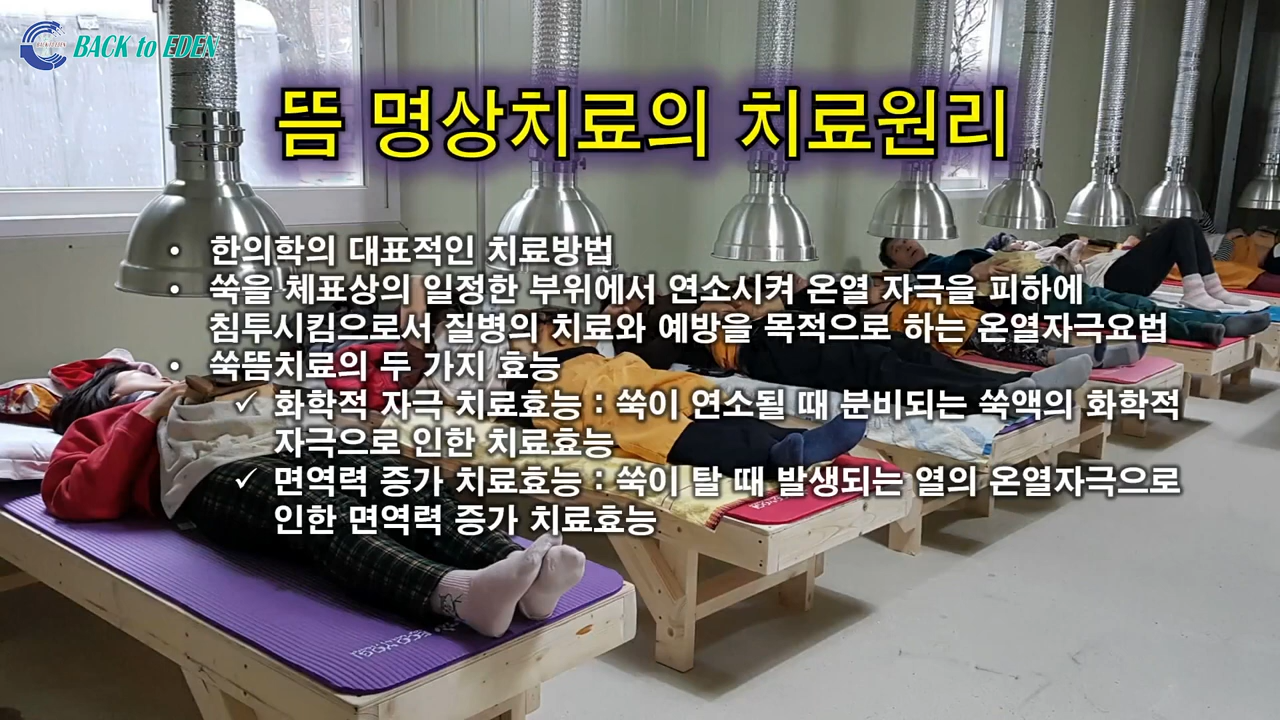 BACK to EDEN
뜸 명상치료의 치료원리
• 한의학의 대표적인 치료방법
• 쑥을 체표상의 일정한 부위에서 연소시켜 온열 자극을 피하에
침투시킴으로서 질병의 치료와 예방을 목적으로 하는 온열자극요법
• 쑥뜸치료의 두 가지 효능
✓ 화학적 자극 치료효능 : 쑥이 연소될 때 분비되는 쑥액의 화학적
자극으로 인한 치료효능
✓ 면역력 증가 치료효능 : 쑥이 탈 때 발생되는 열의 온열자극으로
인한 면역력 증가 치료효능